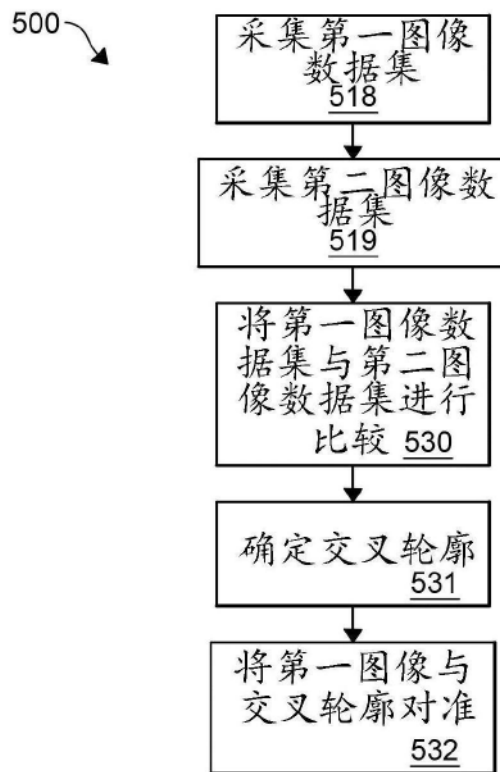 500
采集第一图像
数据集
518
采集第二图像数
据集
519
将第一图像数
据集与第二图
像数据集进行
比较 530
确定交叉轮廓
531
将第一图像与
交叉轮廓对准
532